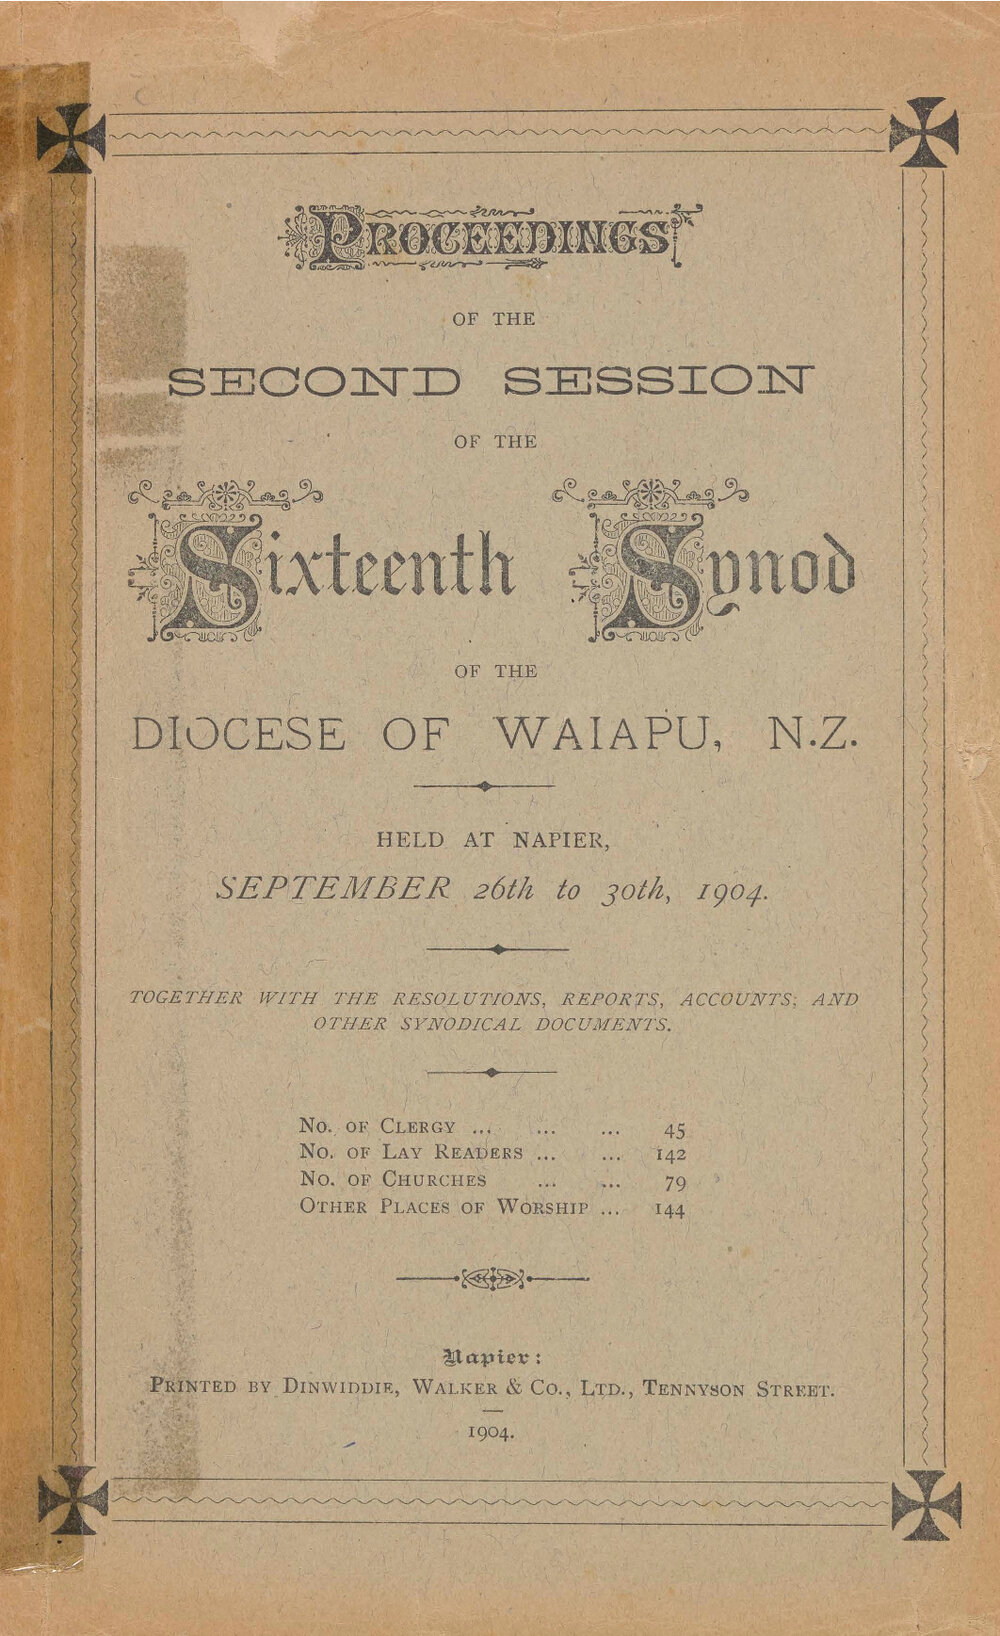 PROCEEDINGS
OF THE
SECOND SESSION
OF THE
Sixteenth Synod
OF THE
DIOCESE OF WAIAPU, N.Z.
HELD AT NAPIER,
SEPTEMBER 26th to 30th, 1904.
TOGETHER WITH THE RESOLUTIONS, REPORTS, ACCOUNTS; AND
OTHER SYNODICAL DOCUMENTS.
No. of Clergy ... ... ... 45
No. of Lay Readers ... ... 142
No. of Churches ... ... 79
Other Places of Worship ... 144
Napier:
Printed by Dinwiddie, Walker & Co., Ltd., Tennyson Street.
1904.